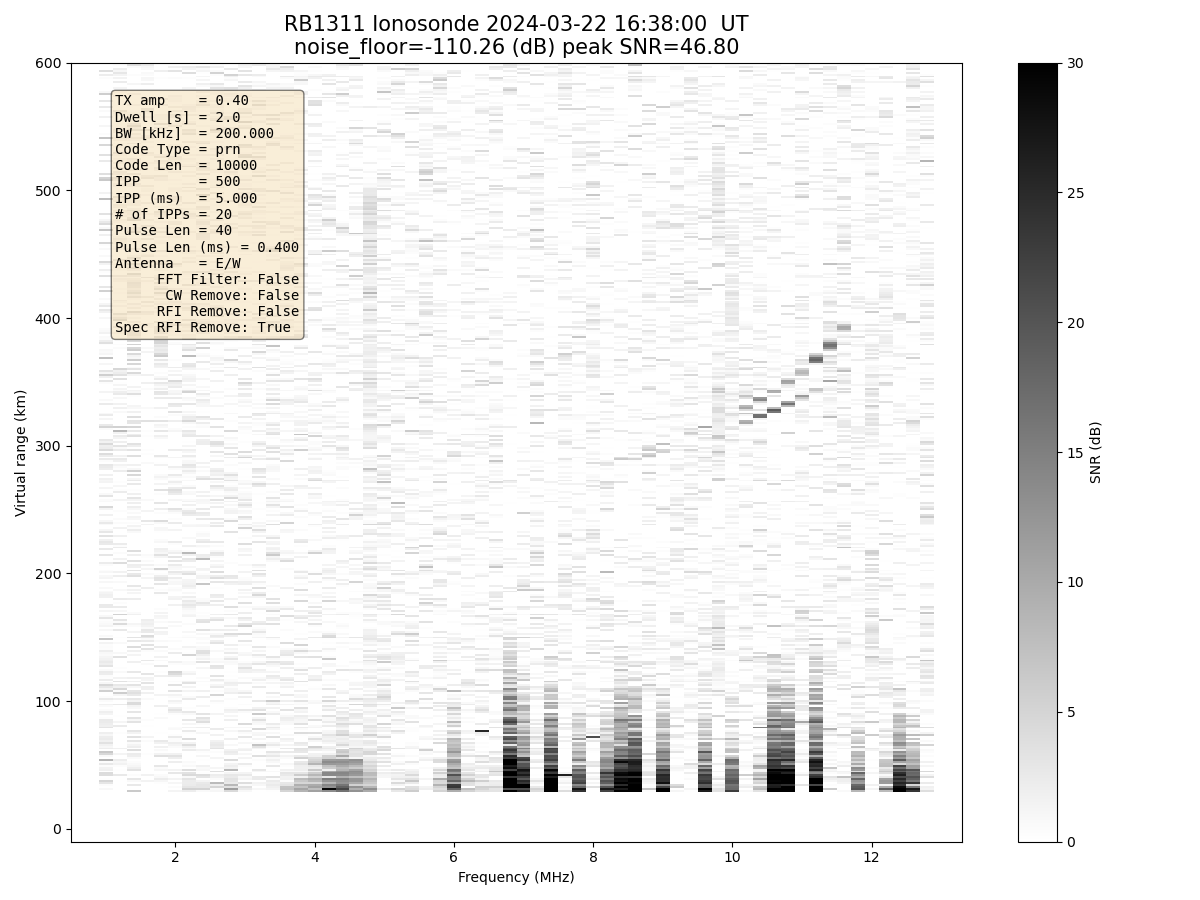 RB1311 Ionosonde 2024-03-22 16:38:00  UT
noise_floor=-110.26 (dB) peak SNR=46.80
TX amp    = 0.40
Dwell [s] = 2.0
BW [kHz]  = 200.000
Code Type = prn
Code Len  = 10000
IPP       = 500
IPP (ms)  = 5.000
# of IPPs = 20
Pulse Len = 40
Pulse Len (ms) = 0.400
Antenna   = E/W
FFT Filter: False
CW Remove: False
RFI Remove: False
Spec RFI Remove: True
Virtual range (km)
600
500
400
300
200
100
0
2 4 6 8 10 12
Frequency (MHz)
30
25
20
15
10
5
0
SNR (dB)